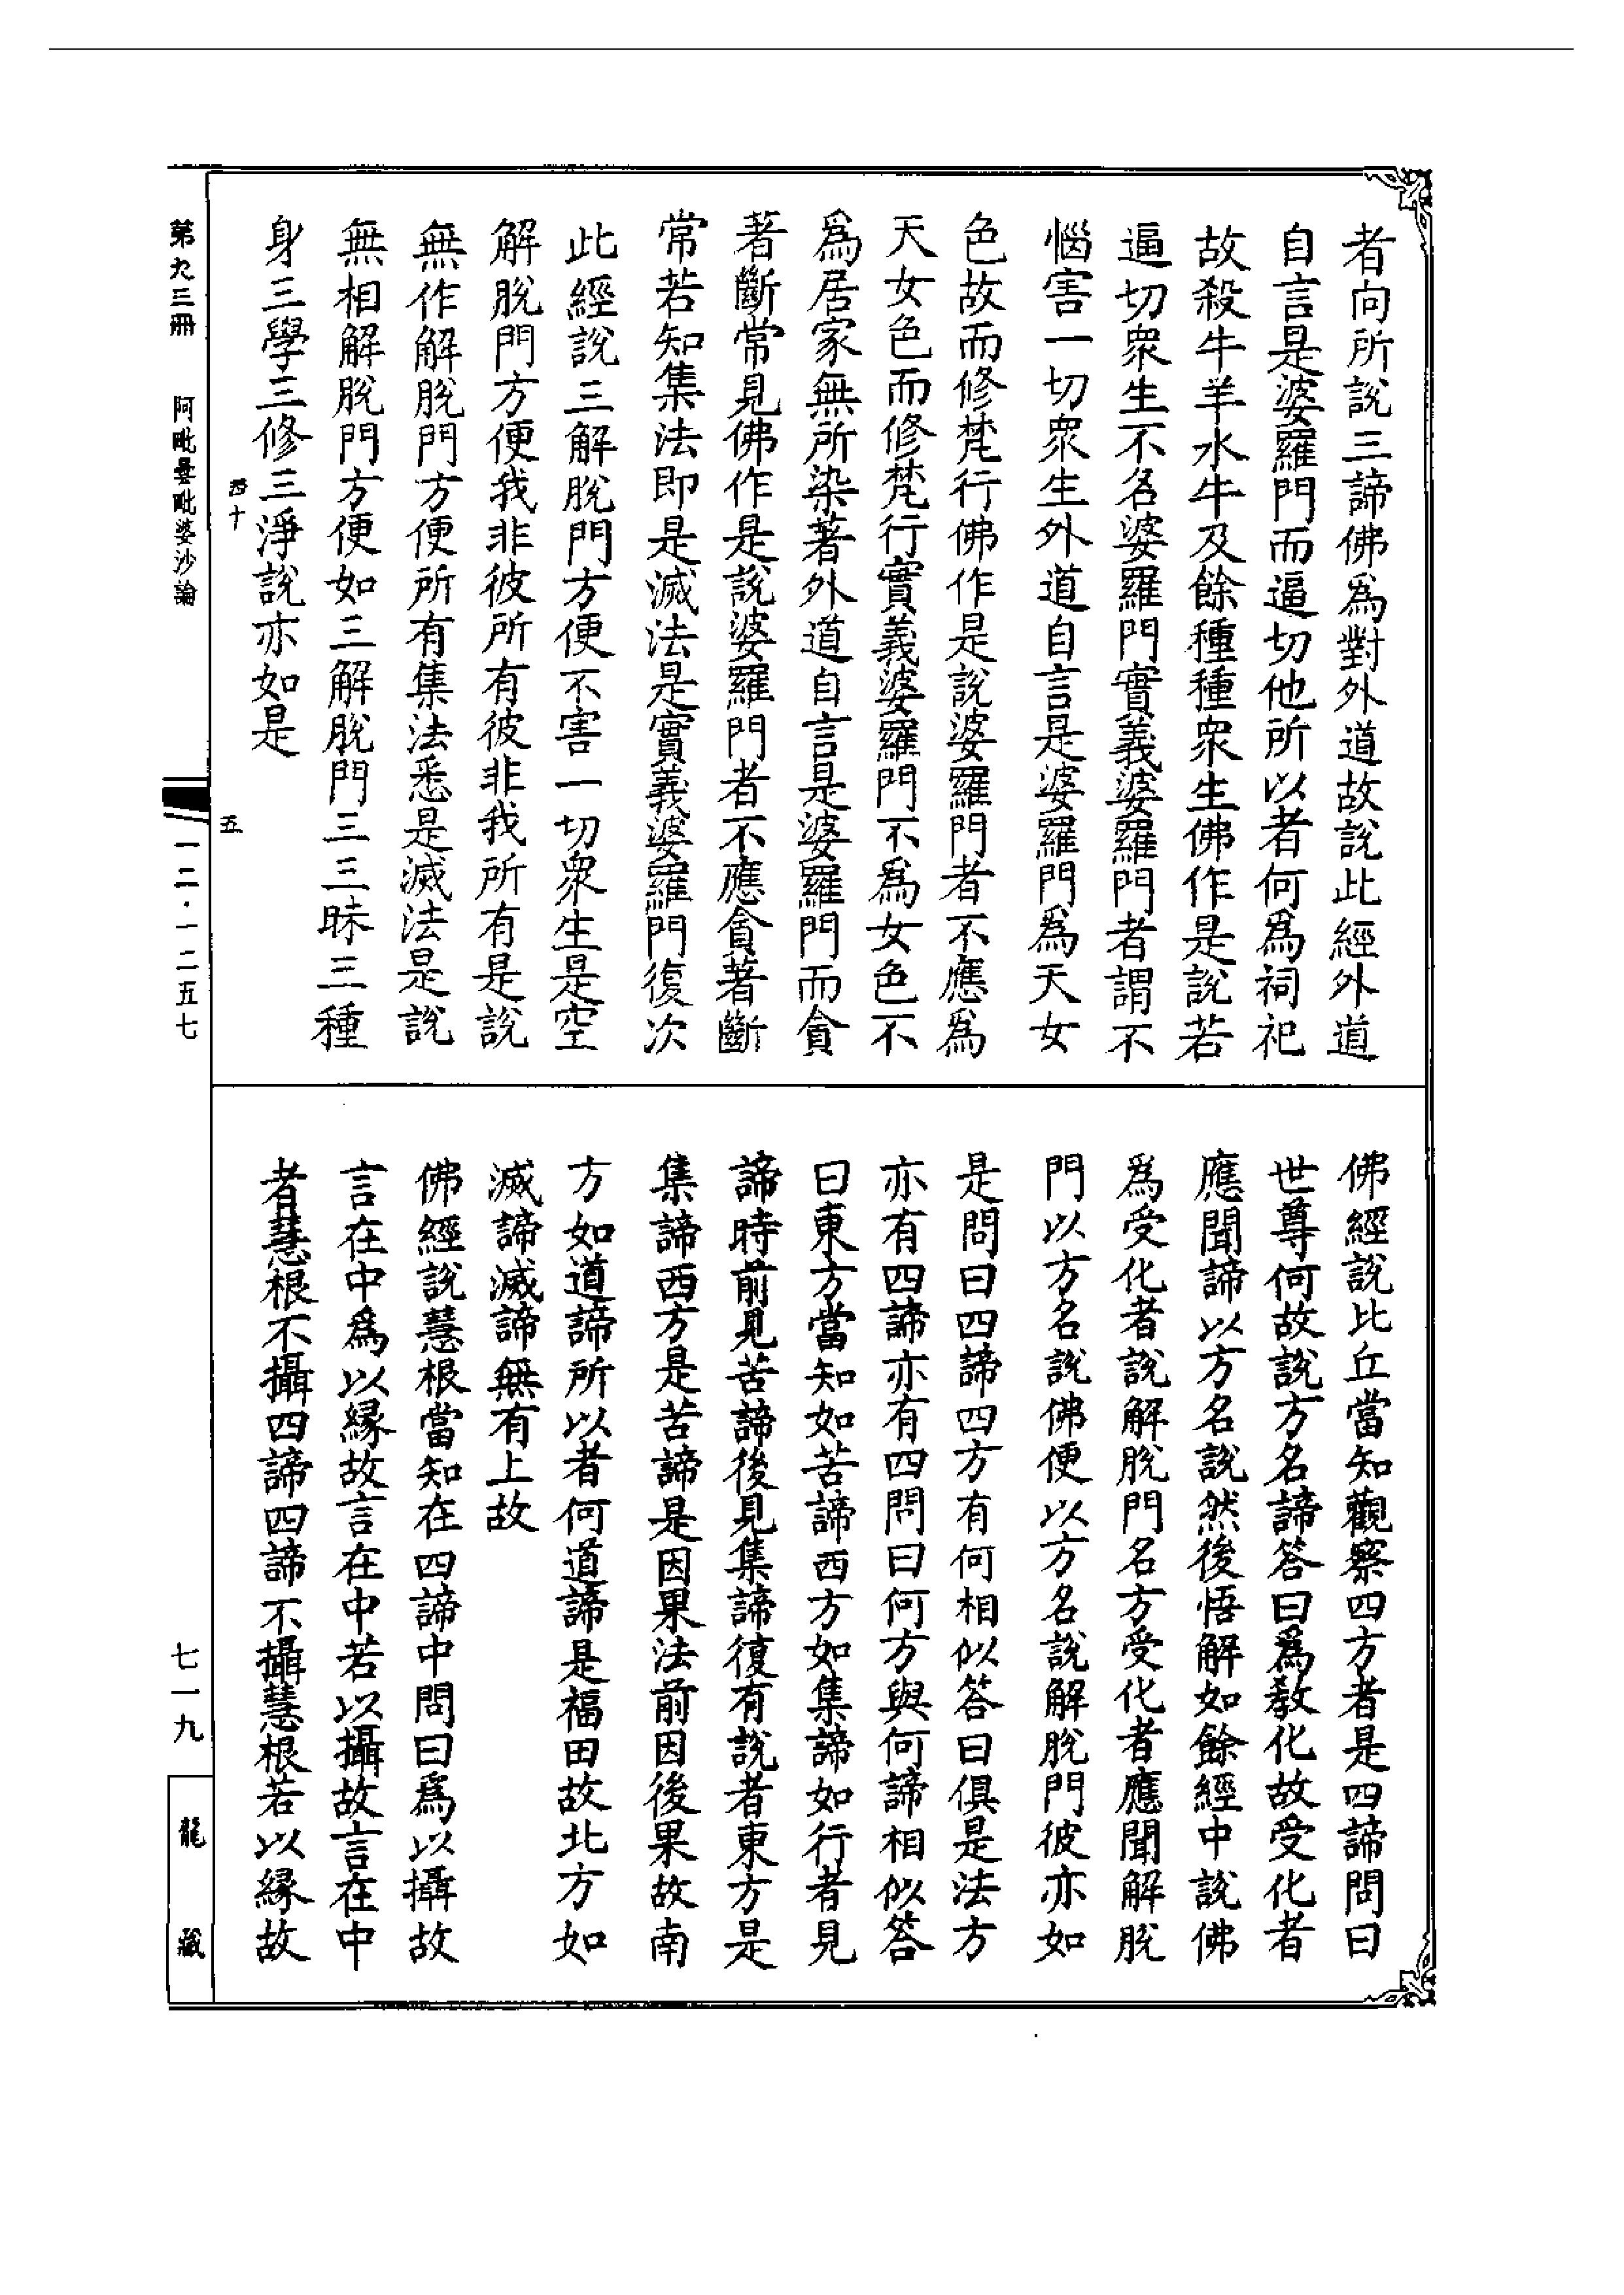 者向所說三諦佛爲對外道故說此經外道
自言是婆羅門而逼切他所以者何爲祠祀
故殺牛羊水牛及餘種種衆生佛作是說若
逼切衆生不名婆羅門實義婆羅門者謂不
惱害一切衆生外道自言是婆羅門爲天女
色故而修梵行佛作是說婆羅門者不應爲
天女色而修梵行實義婆羅門不爲女色不
爲居家無所染著外道自言是婆羅門而貪
著斷常見佛作是說婆羅門者不應貪著斷
常若知集法即是滅法是實義婆羅門復次
此經說三解脫門方便不害一切衆生是空
解脫門方便我非彼所有彼非我所有是說
無作解脫門方便所有集法悉是滅法是說
無相解脫門方便如三解脫門三三昧三種
身三學三修三淨說亦如是
佛經說比丘當知觀察四方者是四諦問曰
世尊何故說方名諦答曰爲教化故受化者
應聞諦以方名說然後悟解如餘經中說佛
爲受化者說解脫門名方受化者應聞解脫
門以方名說佛便以方名說解脫門彼亦如
是問曰四諦四方有何相似答曰俱是法方
亦有四諦亦有四問曰何方與何諦相似答
曰東方當知如苦諦西方如集諦如行者見
諦時前見苦諦後見集諦復有說者東方是
集諦西方是苦諦是因果法前因後果故南
方如道諦所以者何道諦是福田故北方如
滅諦滅諦無有上故
佛經說慧根當知在四諦中問曰爲以攝故
言在中爲以緣故言在中若以攝故言在中
者慧根不攝四諦四諦不攝慧根若以緣故
四十
五
第九三冊 阿毗曇毗婆沙論
一二·一二五七
七一九
龍藏